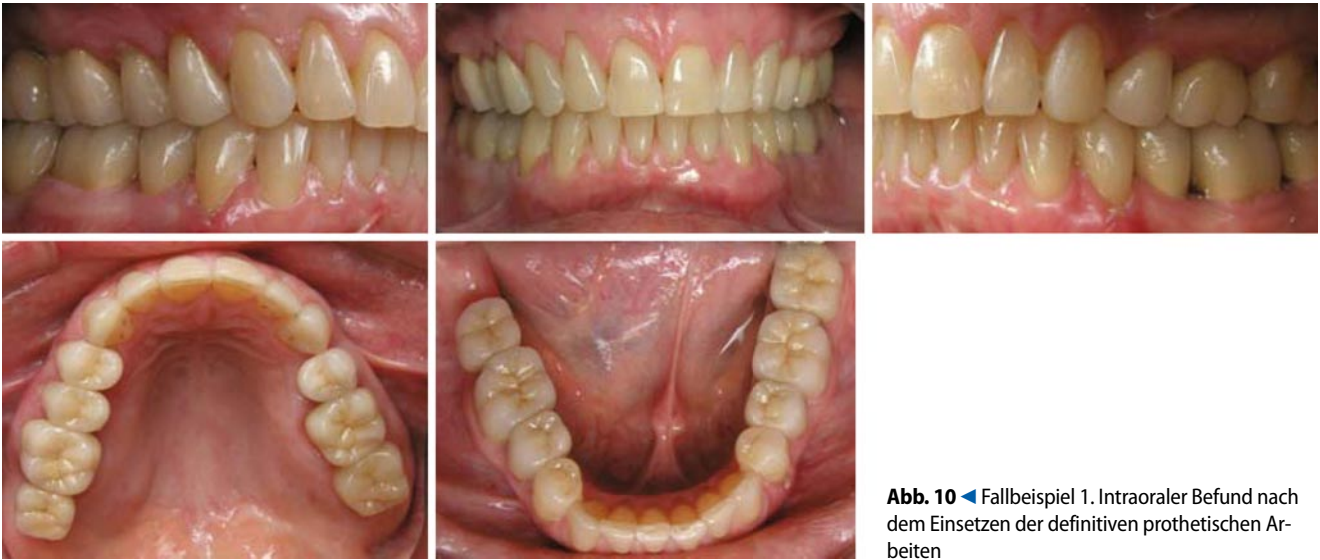 Abb. 10 ◄ Fallbeispiel 1. Intraoraler Befund nach
dem Einsetzen der definitiven prothetischen Ar-
beiten